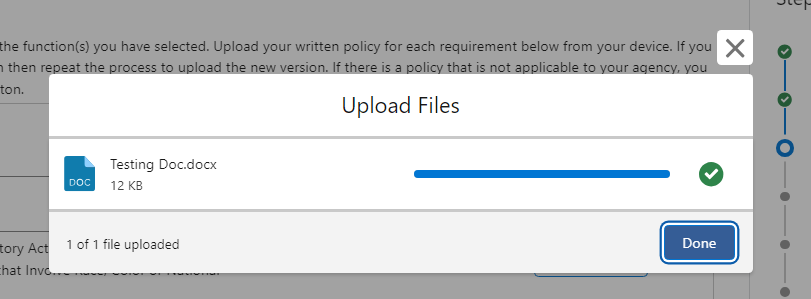 Step
the function(s) you have selected. Upload your written policy for each requirement below from your device. If you
then repeat the process to upload the new version. If there is a policy that is not applicable to your agency, you
ton.
Upload Files
Testing Doc.docx
DOC
12 KB
1 of 1 file uploaded
Done
tory Act
that Involve Race, Color or National